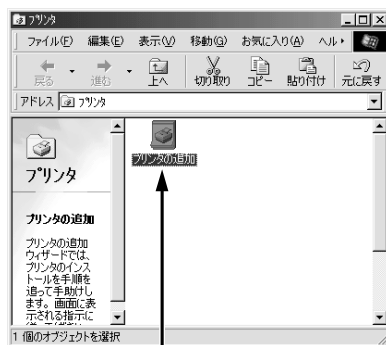 プリンタ
ファイル(F) 編集(E) 表示(V) 移動(G) お気に入り(A) ヘル
戻る 進む 上へ 切り取り コピー 貼り付け 元に戻す
アドレス プリンタ
プリンタの追加
プリンタ
プリンタの追加
プリンタの追加
ウィザードでは、
プリンタのインス
トールを手順を
追って手助けし
ます。画面に表
示される指示に
1 個のオブジェクトを選択